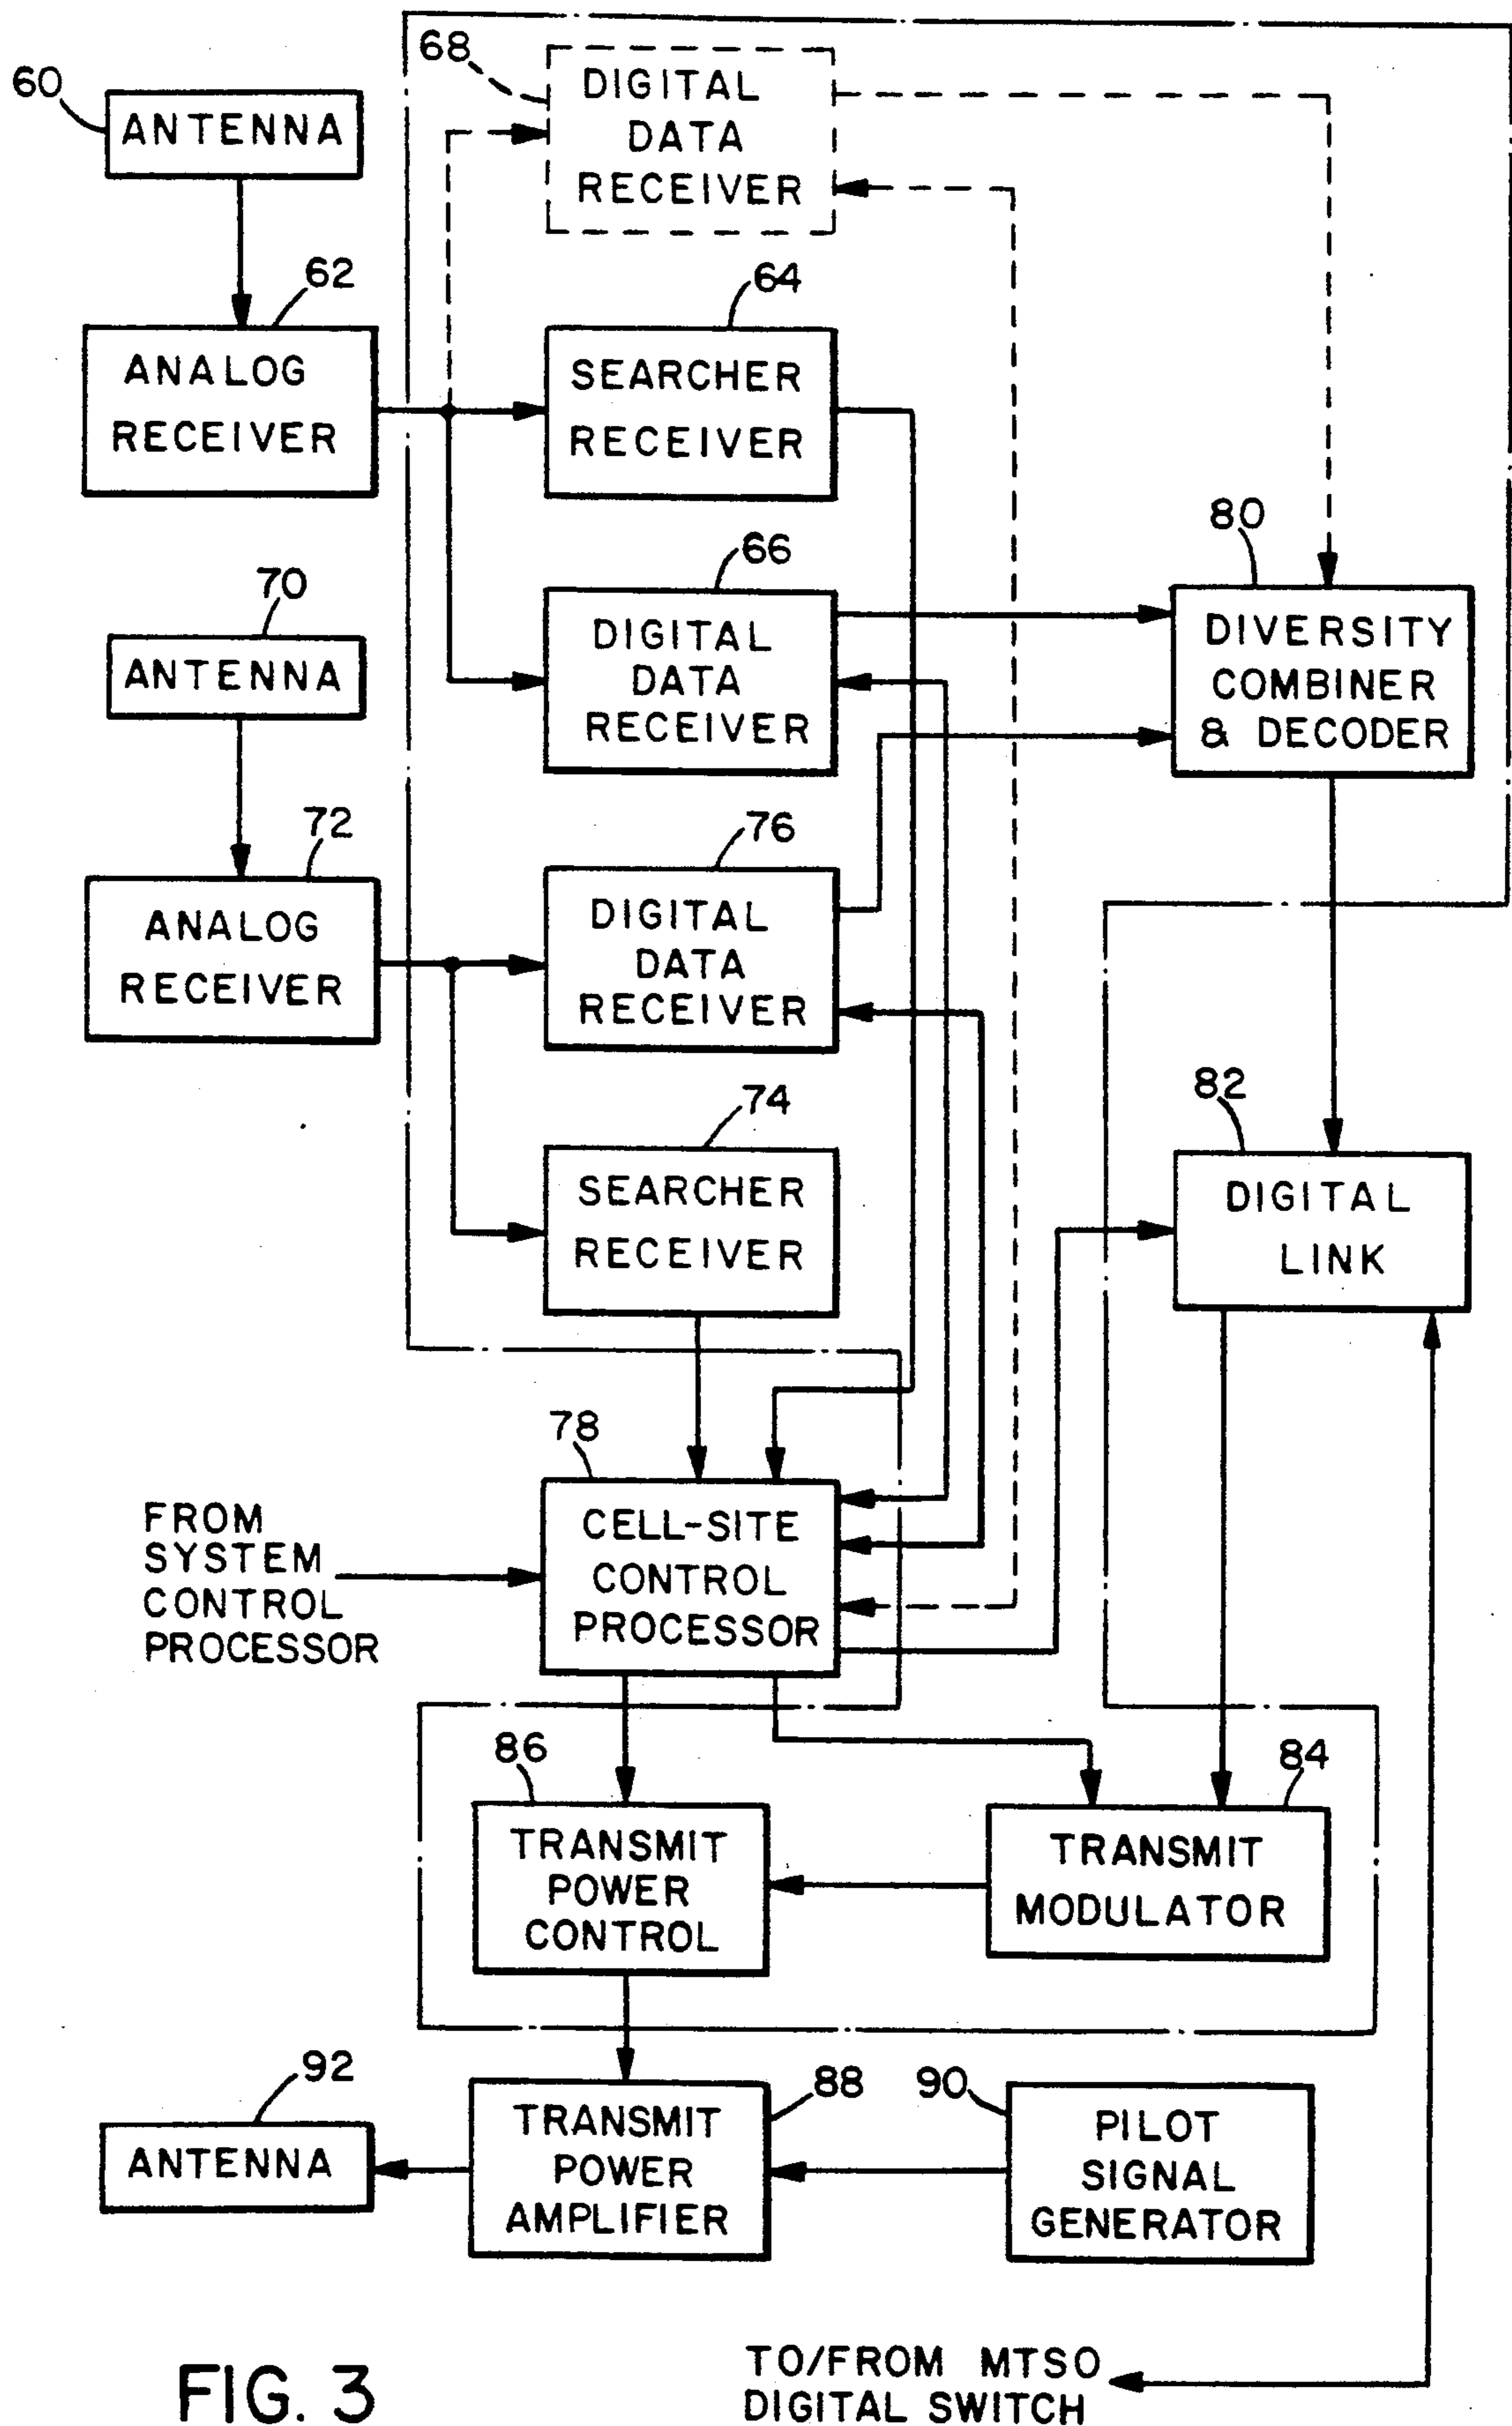 68
DIGITAL
DATA
RECEIVER
60
ANTENNA
62
ANALOG
RECEIVER
64
SEARCHER
RECEIVER
66
DIGITAL
DATA
RECEIVER
80
DIVERSITY
COMBINER
& DECODER
70
ANTENNA
72
ANALOG
RECEIVER
76
DIGITAL
DATA
RECEIVER
74
SEARCHER
RECEIVER
82
DIGITAL
LINK
78
CELL-SITE
CONTROL
PROCESSOR
FROM
SYSTEM
CONTROL
PROCESSOR
86
TRANSMIT
POWER
CONTROL
84
TRANSMIT
MODULATOR
92
ANTENNA
88
TRANSMIT
POWER
AMPLIFIER
90
PILOT
SIGNAL
GENERATOR
TO/FROM MTSO
DIGITAL SWITCH
FIG. 3